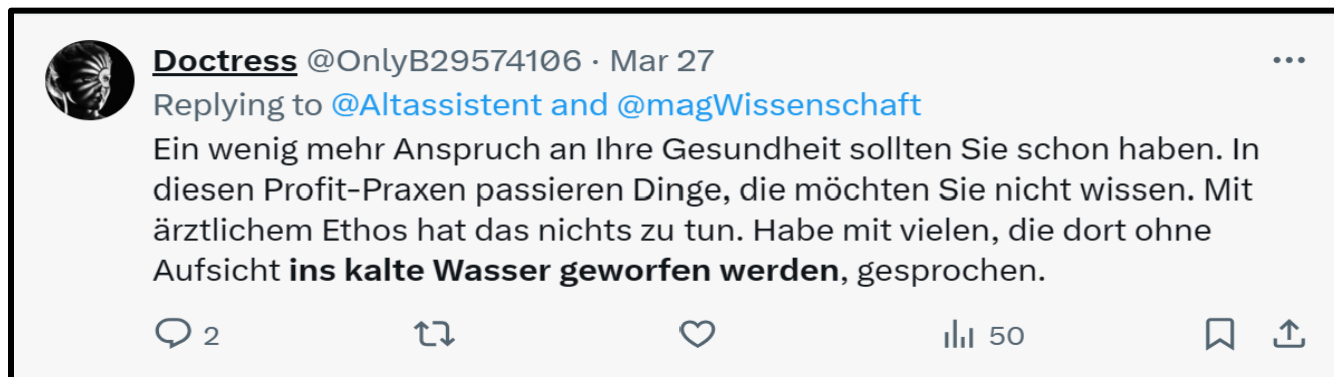 Doctress @OnlyB29574106 · Mar 27
Replying to @Altassistent and @magWissenschaft
Ein wenig mehr Anspruch an Ihre Gesundheit sollten Sie schon haben. In
diesen Profit-Praxen passieren Dinge, die möchten Sie nicht wissen. Mit
ärztlichem Ethos hat das nichts zu tun. Habe mit vielen, die dort ohne
Aufsicht ins kalte Wasser geworfen werden, gesprochen.
2 50